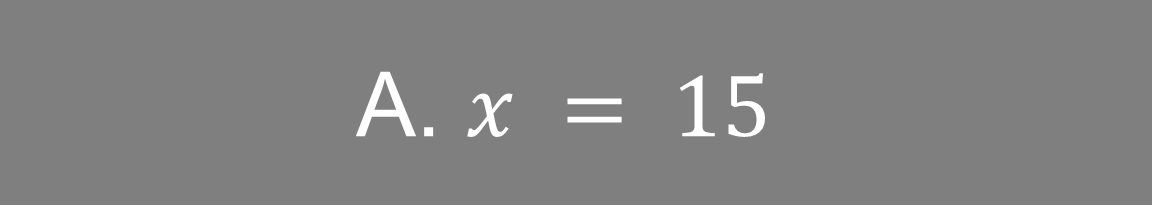 A. x = 15